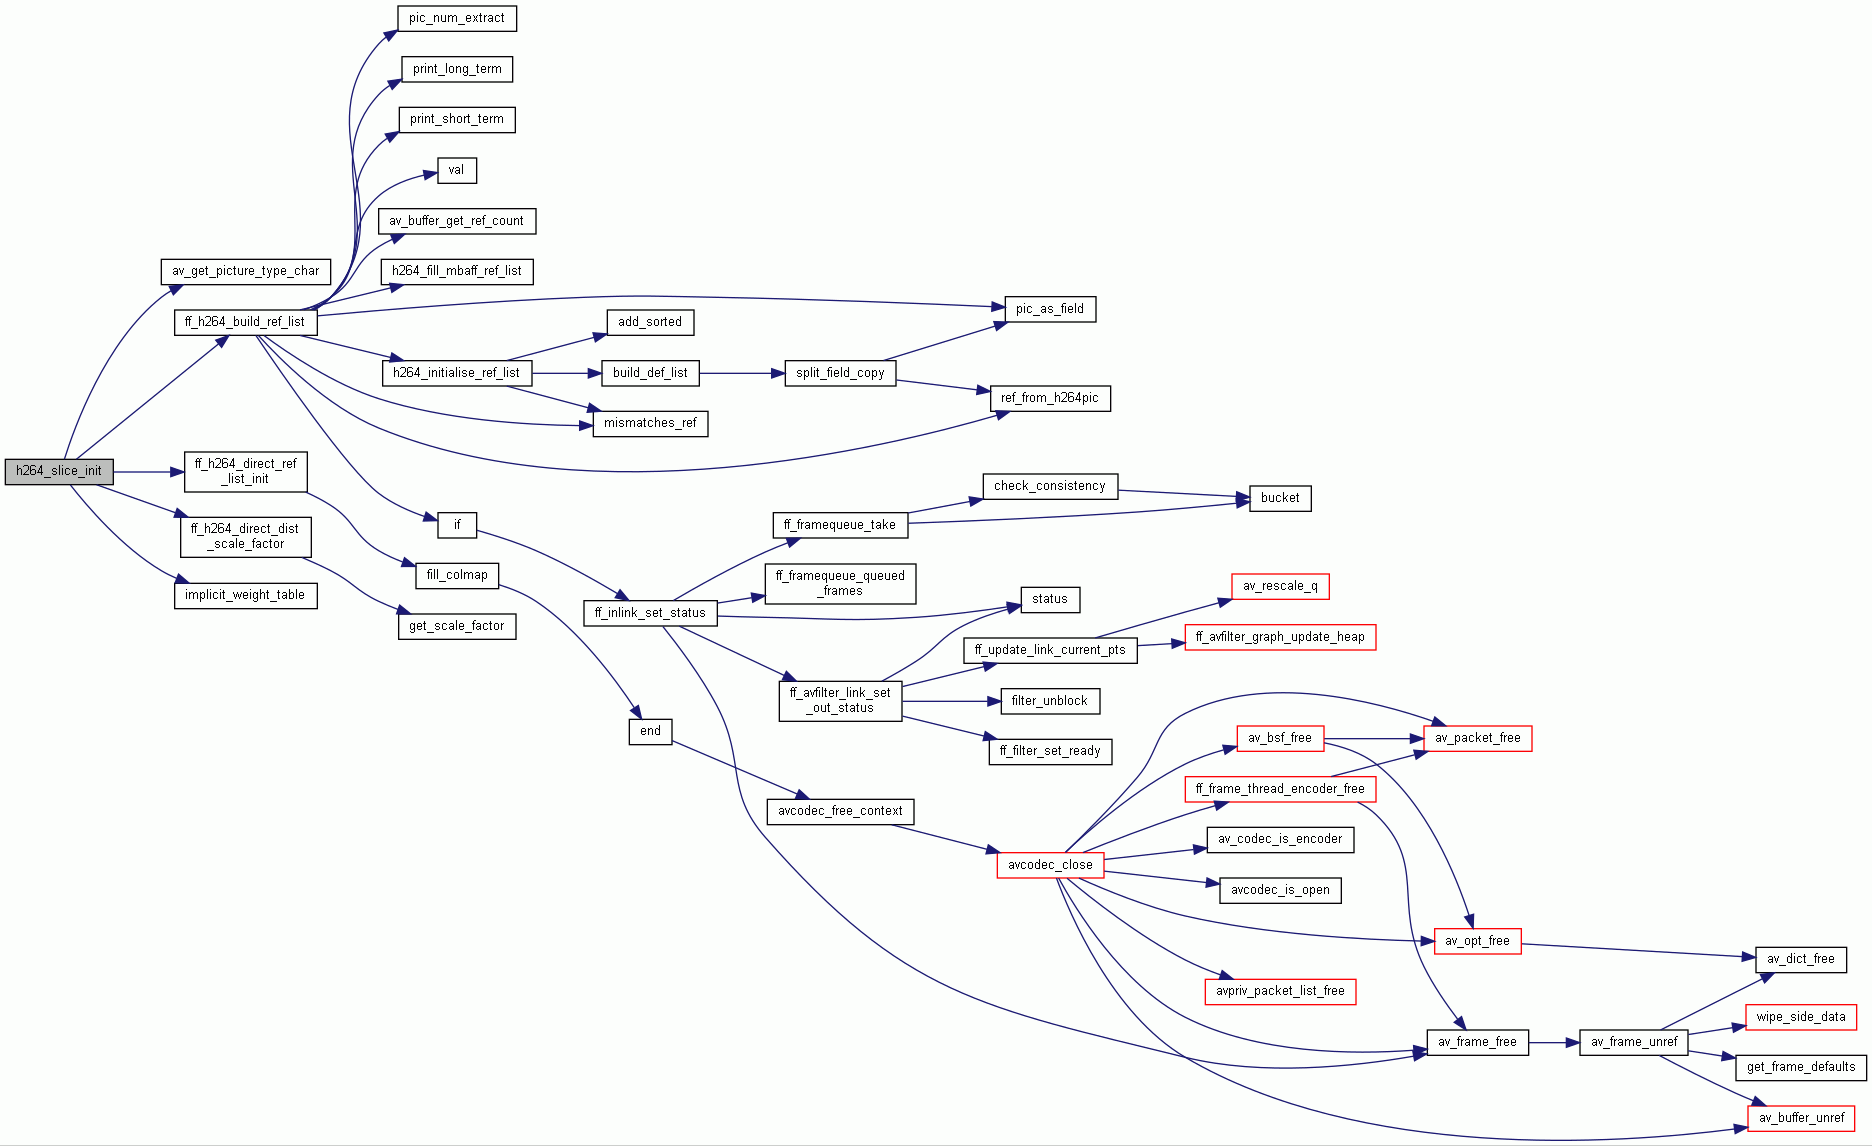 pic_num_extract
print_long_term
print_short_term
val
av_buffer_get_ref_count
av_get_picture_type_char
h264_fill_mbaff_ref_list
pic_as_field
ff_h264_build_ref_list
add_sorted
h264_initialise_ref_list
build_def_list
split_field_copy
ref_from_h264pic
mismatches_ref
h264_slice_init
ff_h264_direct_ref
_list_init
check_consistency
bucket
ff_h264_direct_dist
_scale_factor
if
ff_framequeue_take
fill_colmap
ff_framequeue_queued
_frames
av_rescale_q
implicit_weight_table
status
get_scale_factor
ff_inlink_set_status
ff_avfilter_graph_update_heap
ff_update_link_current_pts
ff_avfilter_link_set
_out_status
filter_unblock
end
ff_filter_set_ready
av_bsf_free
av_packet_free
ff_frame_thread_encoder_free
avcodec_free_context
av_codec_is_encoder
avcodec_close
avcodec_is_open
av_opt_free
av_dict_free
avpriv_packet_list_free
wipe_side_data
av_frame_free
av_frame_unref
get_frame_defaults
av_buffer_unref